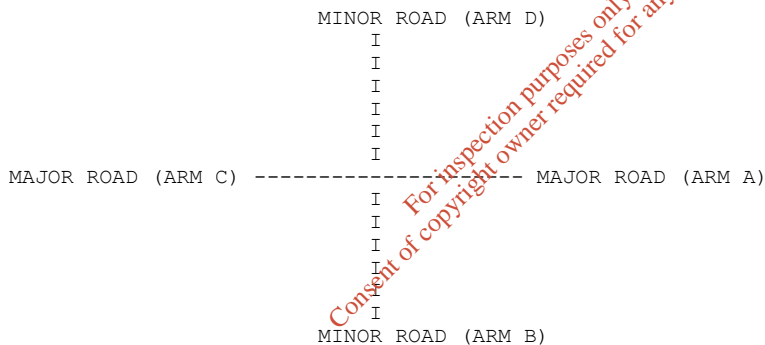 MINOR ROAD (ARM D)
I
I
I
I
I
I
MAJOR ROAD (ARM C) ----------------------------- MAJOR ROAD (ARM A)
I
I
I
I
I
I
MINOR ROAD (ARM B)
For inspection purposes only
Consent of copyright owner required for any